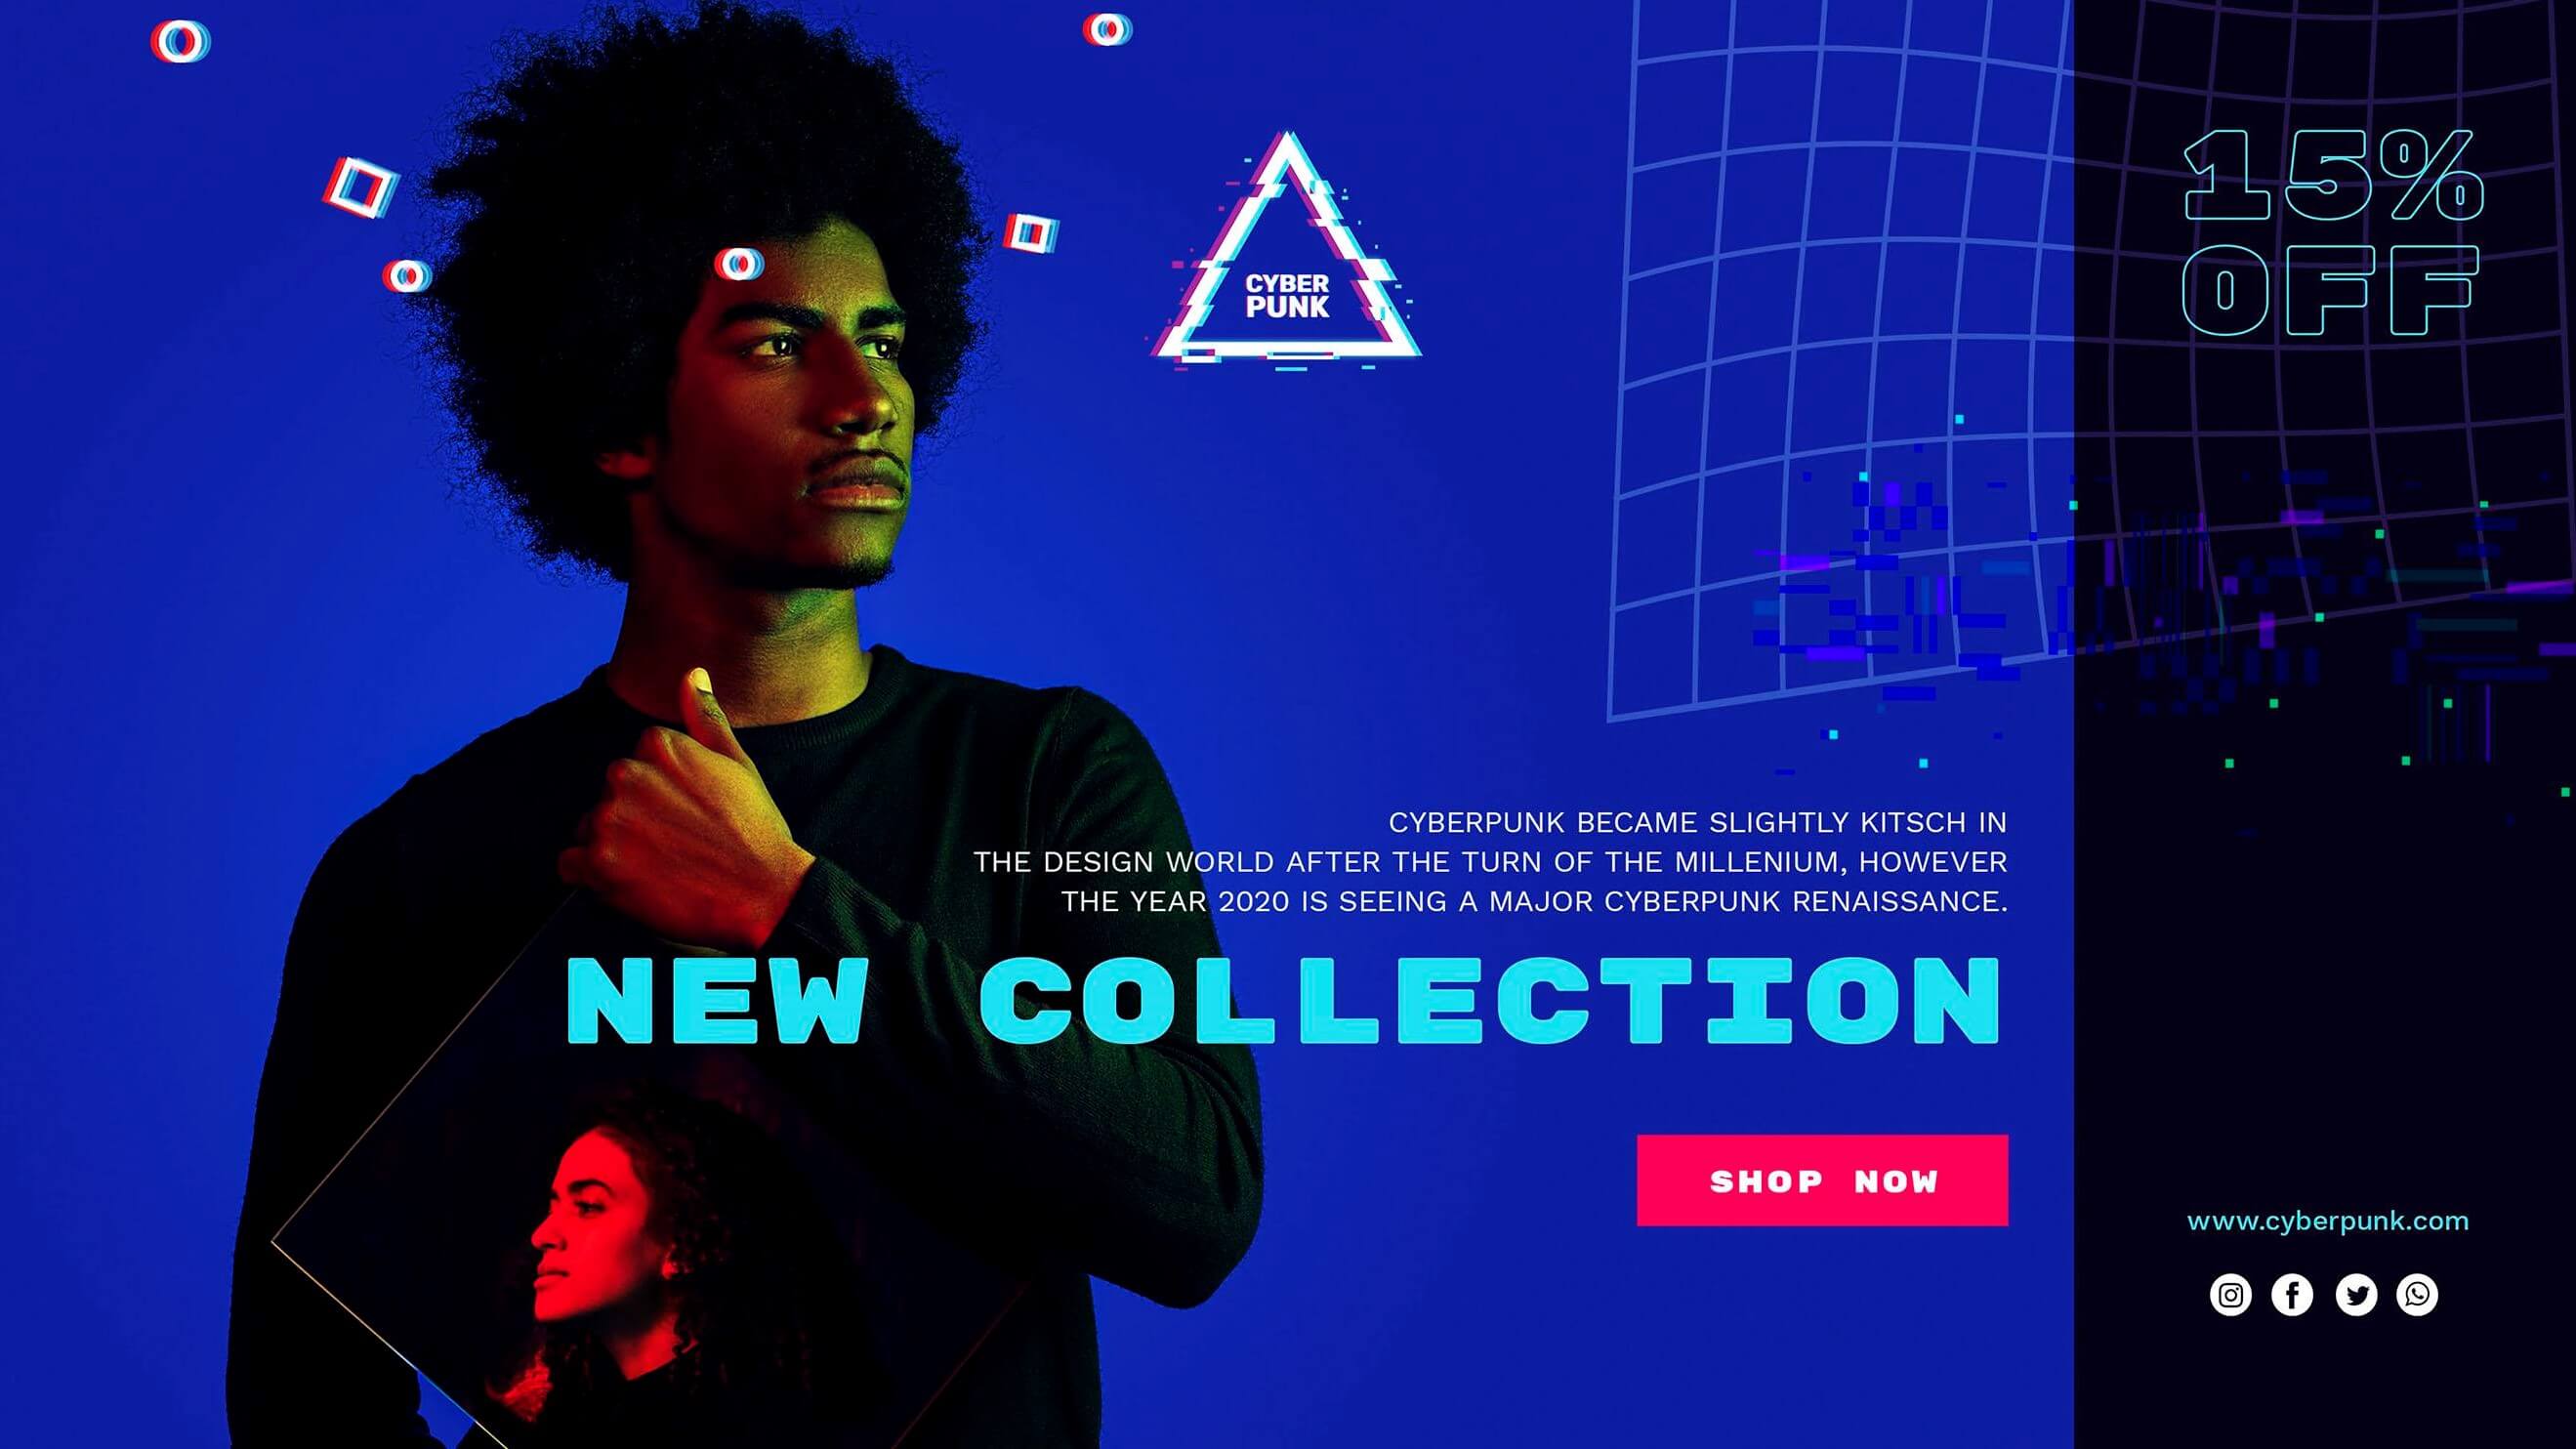 CYBER
PUNK
15%
OFF
CYBERPUNK BECAME SLIGHTLY KITSCH IN
THE DESIGN WORLD AFTER THE TURN OF THE MILLENIUM, HOWEVER
THE YEAR 2020 IS SEEING A MAJOR CYBERPUNK RENAISSANCE.
NEW COLLECTION
SHOP NOW
www.cyberpunk.com